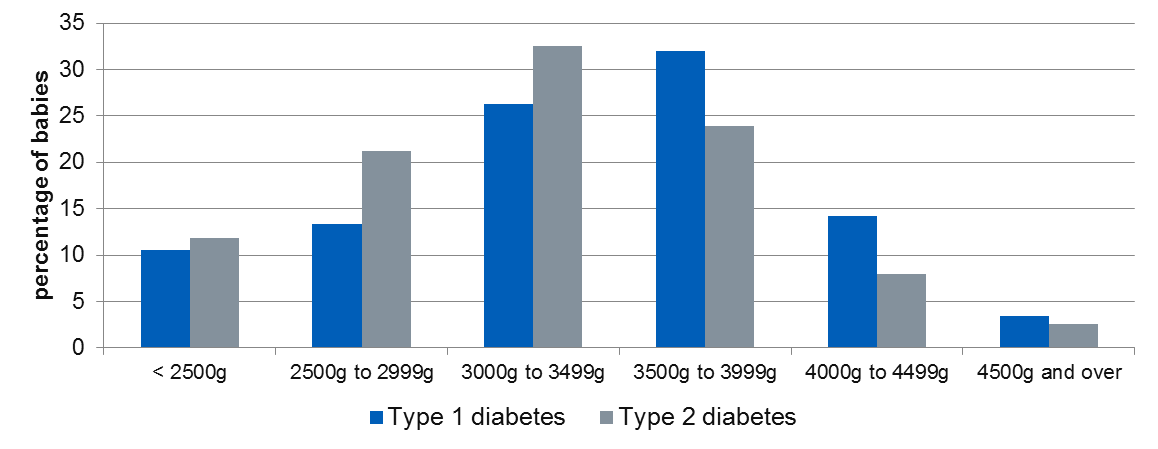 percentage of babies
35
30
25
20
15
10
5
0
< 2500g
2500g to 2999g
3000g to 3499g
3500g to 3999g
4000g to 4499g
4500g and over
Type 1 diabetes
Type 2 diabetes